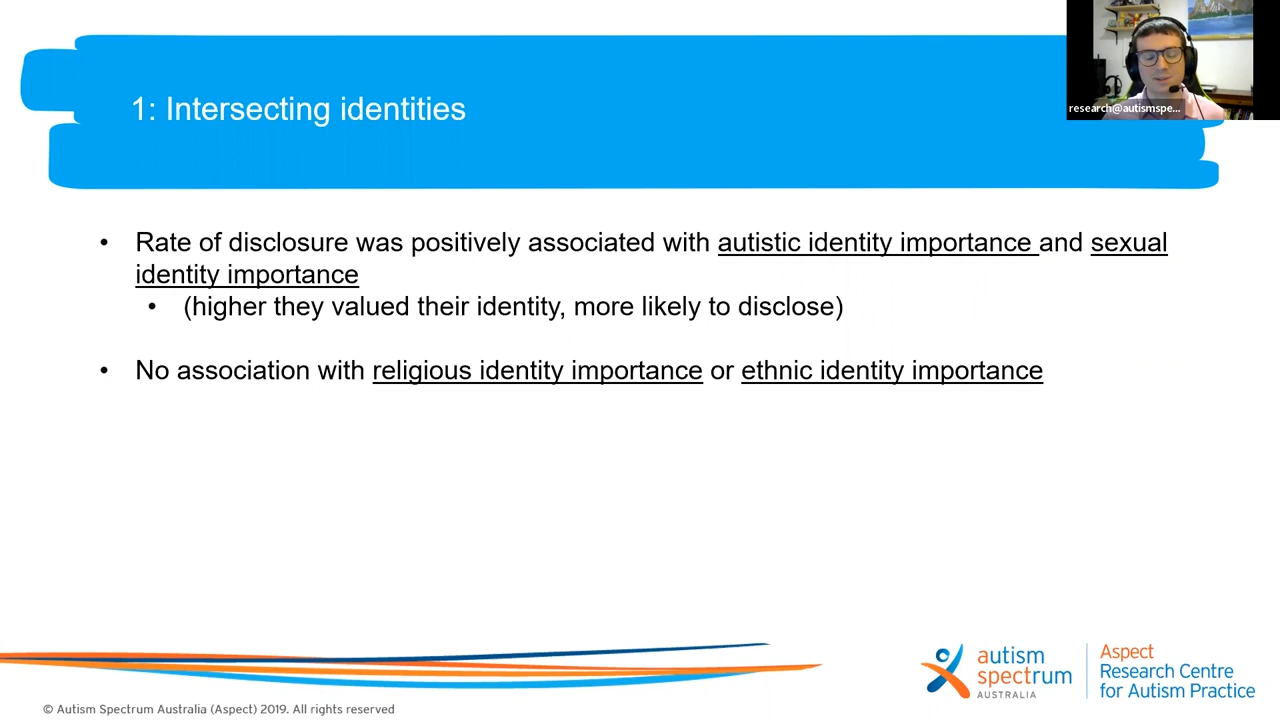 research@autismspe...
1: Intersecting identities
• Rate of disclosure was positively associated with autistic identity importance and sexual
identity importance
• (higher they valued their identity, more likely to disclose)
• No association with religious identity importance or ethnic identity importance
autism
spectrum
AUSTRALIA
Aspect
Research Centre
for Autism Practice
© Autism Spectrum Australia (Aspect) 2019. All rights reserved